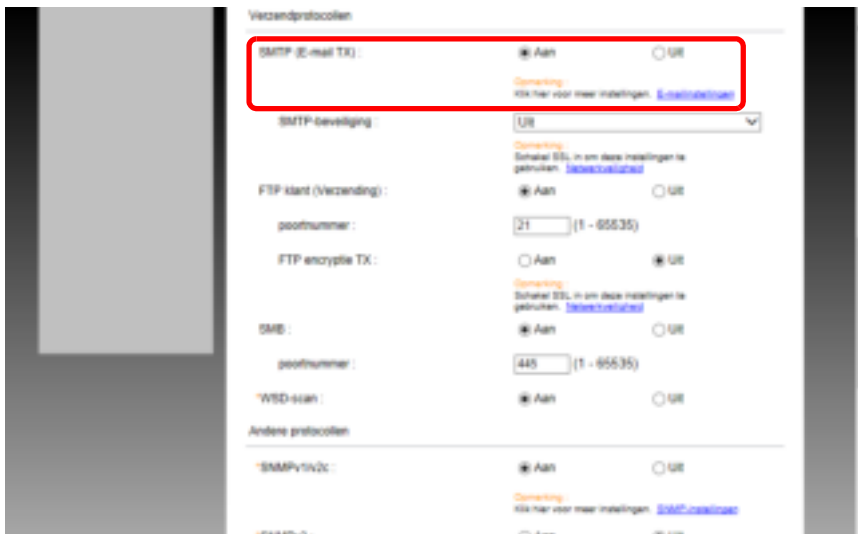 Verzendprotocollen
SMTP (E-mail TX) : Aan Uit
Opmerking :
Klik hier voor meer instellingen. E-mailinstellingen
SMTP-beveiliging : Uit
Opmerking :
Schakel SSL in om deze instellingen te
gebruiken. Netwerkveiligheid
FTP klant (Verzending) : Aan Uit
poortnummer : 21 (1 - 65535)
FTP encryptie TX : Aan Uit
Opmerking :
Schakel SSL in om deze instellingen te
gebruiken. Netwerkveiligheid
SMB : Aan Uit
poortnummer : 445 (1 - 65535)
*WSD-scan : Aan Uit
Andere protocollen
*SNMPv1/v2c : Aan Uit
Opmerking :
Klik hier voor meer instellingen. SNMP-instellingen